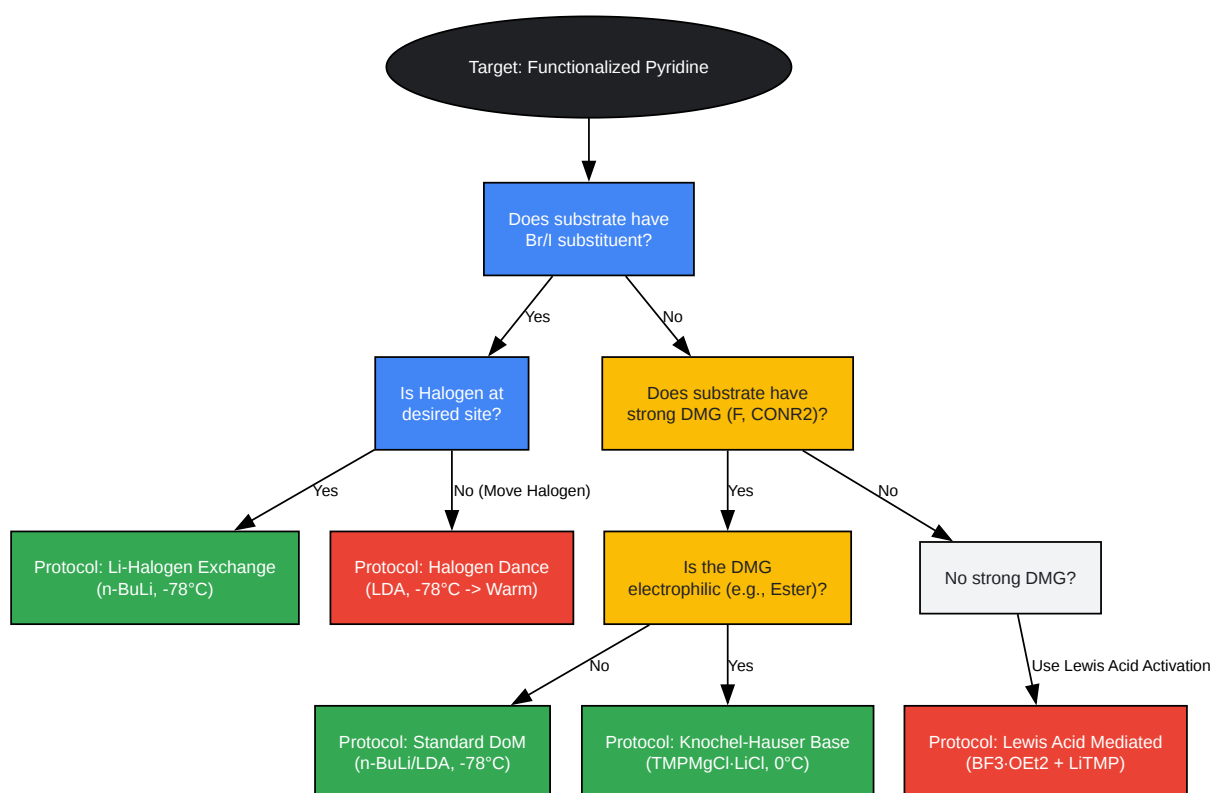 Target: Functionalized Pyridine
Does substrate have
Br/I substituent?
Yes
No
Is Halogen at
desired site?
Does substrate have
strong DMG (F, CONR2)?
Yes
No (Move Halogen)
Yes
No
Protocol: Li-Halogen Exchange
(n-BuLi, -78°C)
Protocol: Halogen Dance
(LDA, -78°C -> Warm)
Is the DMG
electrophilic (e.g., Ester)?
No strong DMG?
No
Yes
Use Lewis Acid Activation
Protocol: Standard DoM
(n-BuLi/LDA, -78°C)
Protocol: Knochel-Hauser Base
(TMPMgCl·LiCl, 0°C)
Protocol: Lewis Acid Mediated
(BF3·OEt2 + LiTMP)